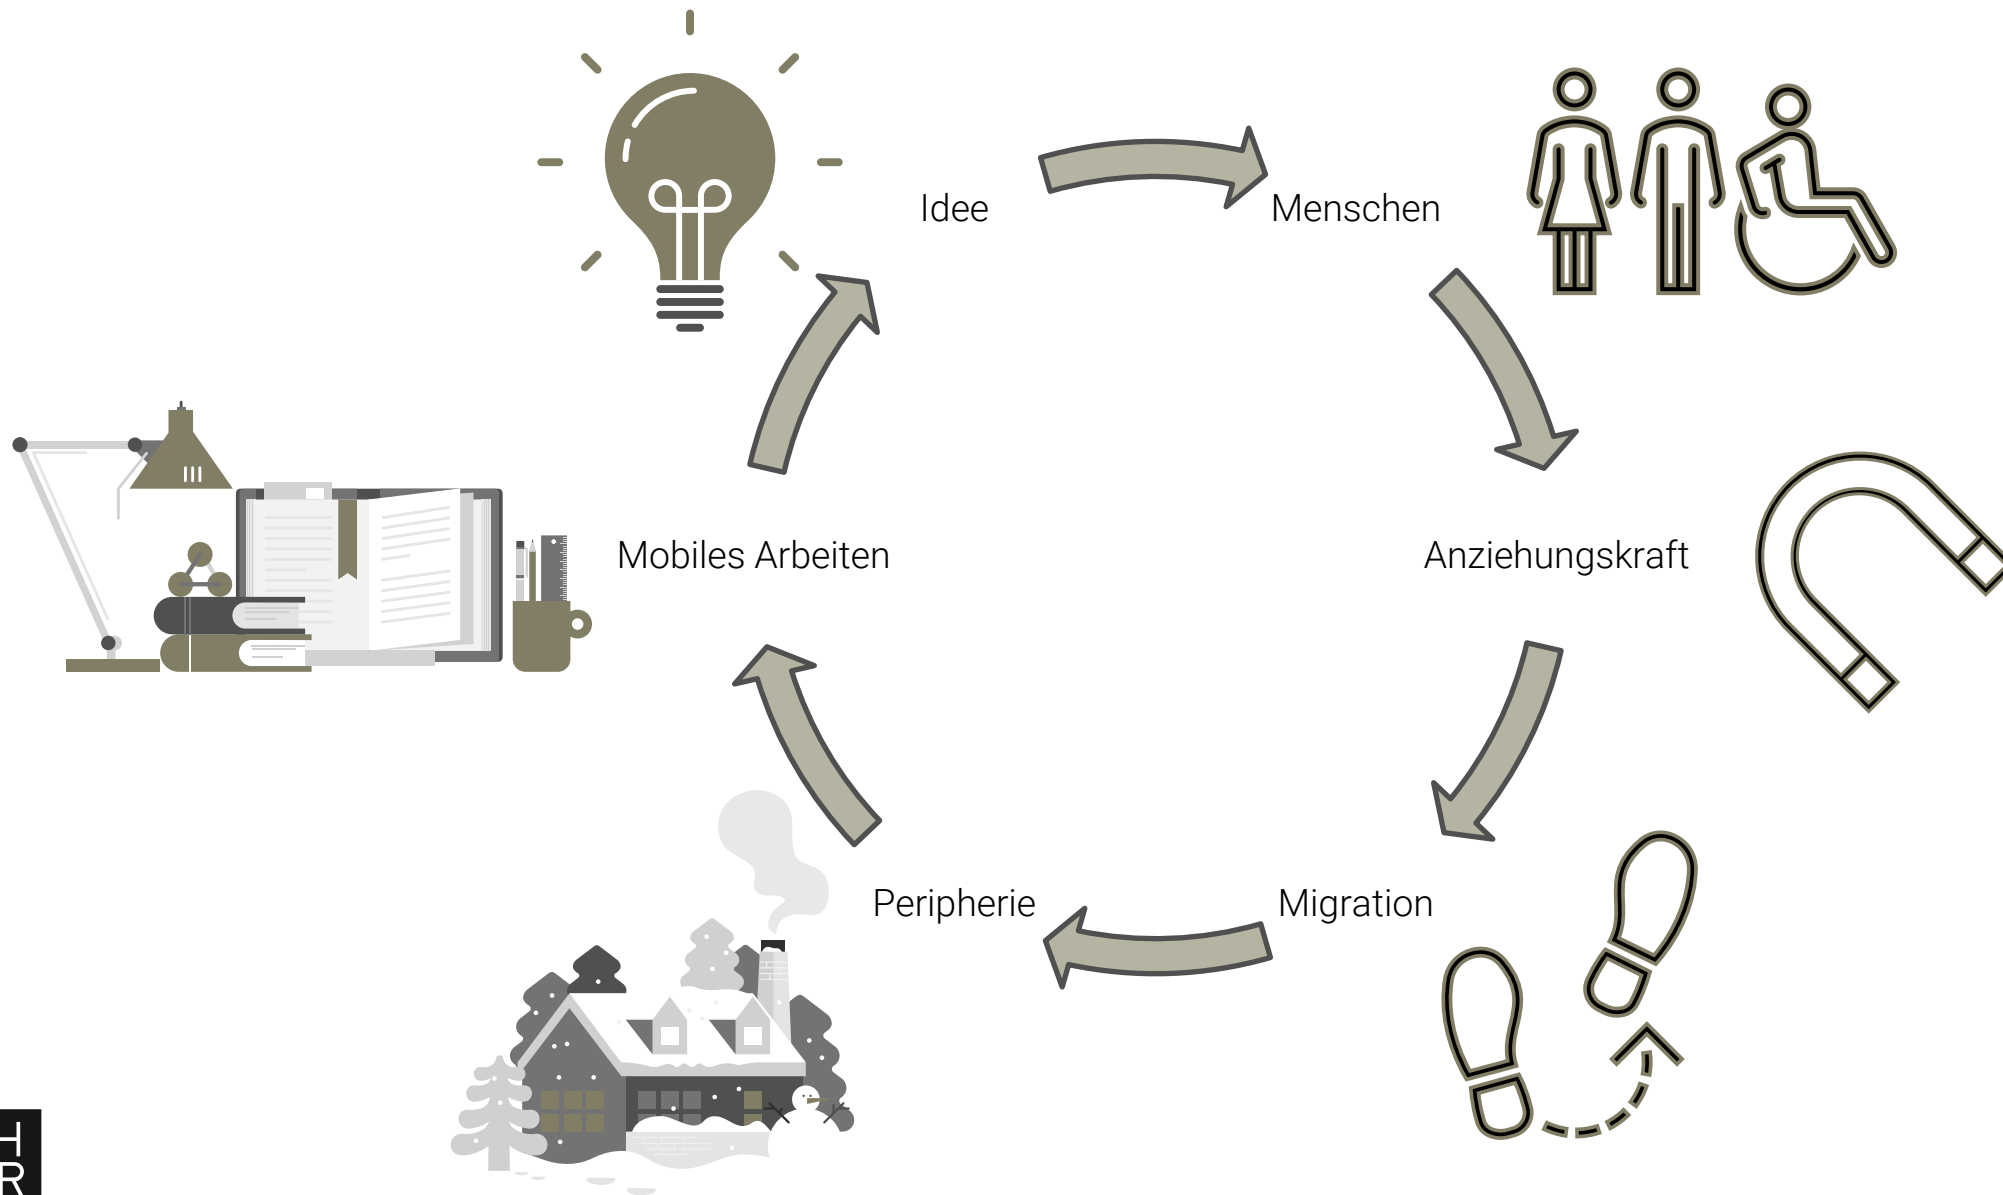 Idee
Menschen
Mobiles Arbeiten
Anziehungskraft
Peripherie
Migration
H
R